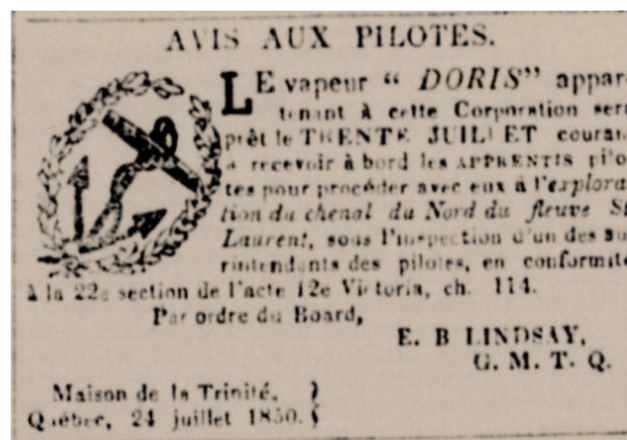 AVIS AUX PILOTES.
LE vapeur “ DORIS” appar-
tenant à cette Corporation sera
prêt le TRENTE JUILLET courant
à recevoir à bord les APPRENTIS pilo-
tes pour procéder avec eux à l'explora-
tion du chenal du Nord du fleuve St
Laurent, sous l'inspection d'un des su-
rintendants des pilotes, en conformité
à la 22e section de l'acte 12e Victoria, ch. 114.
Par ordre du Board,
E. B LINDSAY,
G. M. T. Q.
Maison de la Trinité,
Québec, 24 juillet 1850.